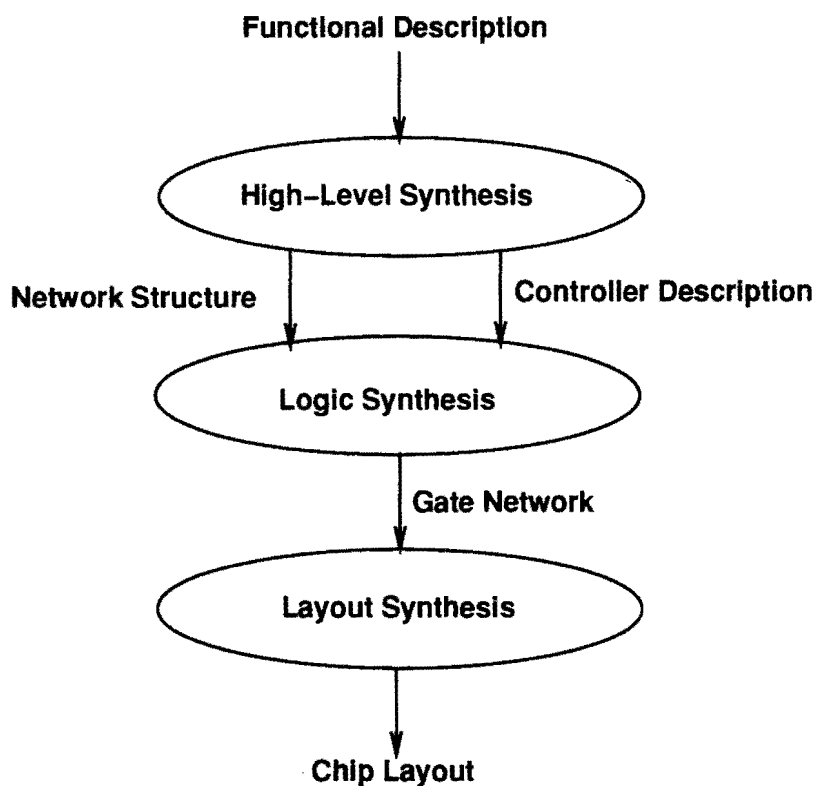 Functional Description
High-Level Synthesis
Network Structure
Controller Description
Logic Synthesis
Gate Network
Layout Synthesis
Chip Layout